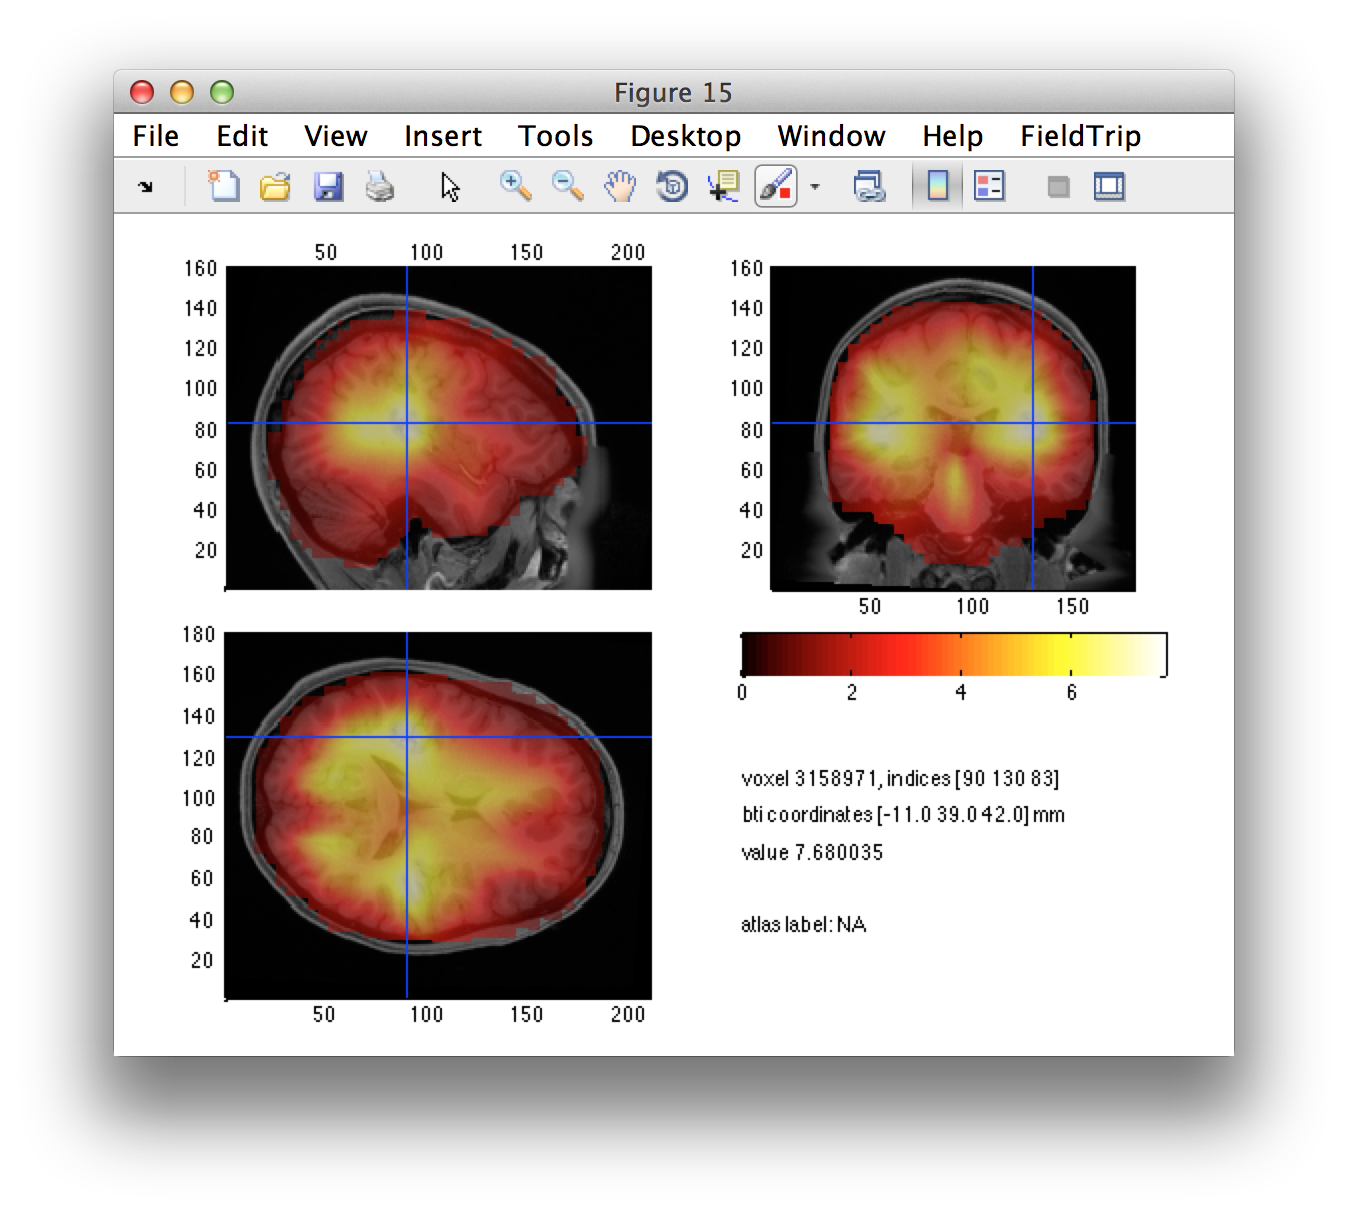 Figure 15
File Edit View Insert Tools Desktop Window Help FieldTrip
50 100 150 200
160
140
120
100
80
60
40
20
160
140
120
100
80
60
40
20
50 100 150
180
160
140
120
100
80
60
40
20
50 100 150 200
0 2 4 6
voxel 3158971, indices [90 130 83]
bti coordinates [-11.0 39.0 42.0] mm
value 7.680035
atlas label: NA